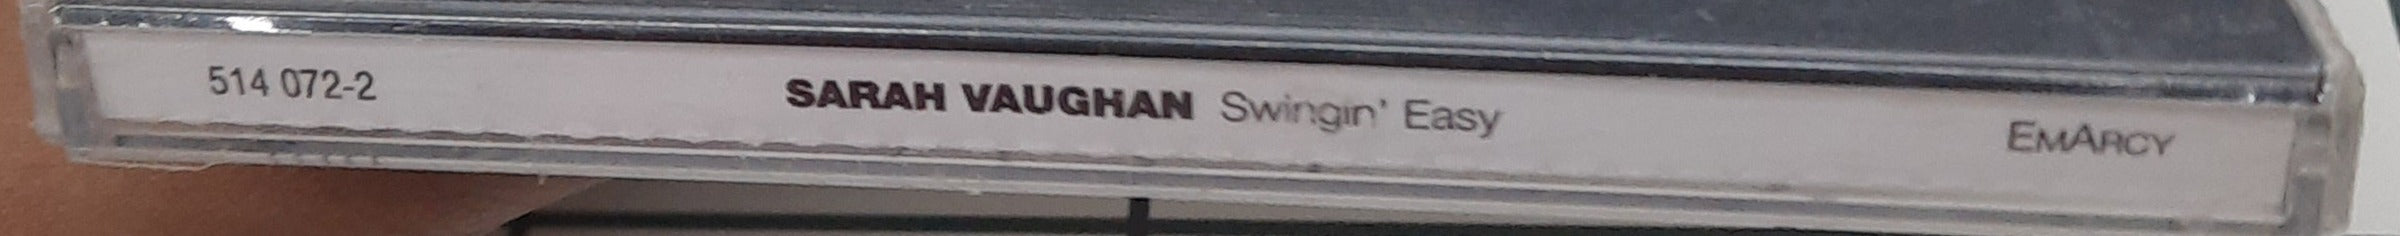 514 072-2 SARAH VAUGHAN Swingin' Easy EMARCY